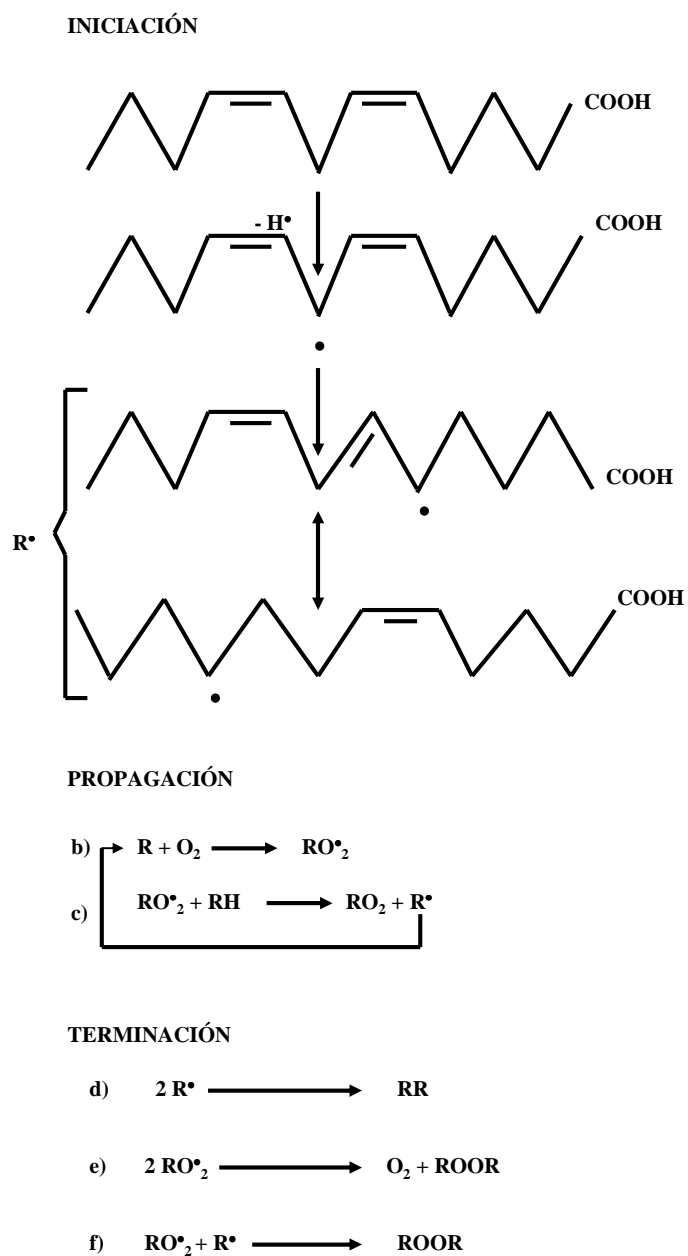 INICIACIÓN
COOH
- H•
COOH
•
COOH
•
R•
COOH
•
PROPAGACIÓN
b) R + O₂ RO•₂
c) RO•₂ + RH RO₂ + R•
TERMINACIÓN
d) 2 R• RR
e) 2 RO•₂ O₂ + ROOR
f) RO•₂ + R• ROOR